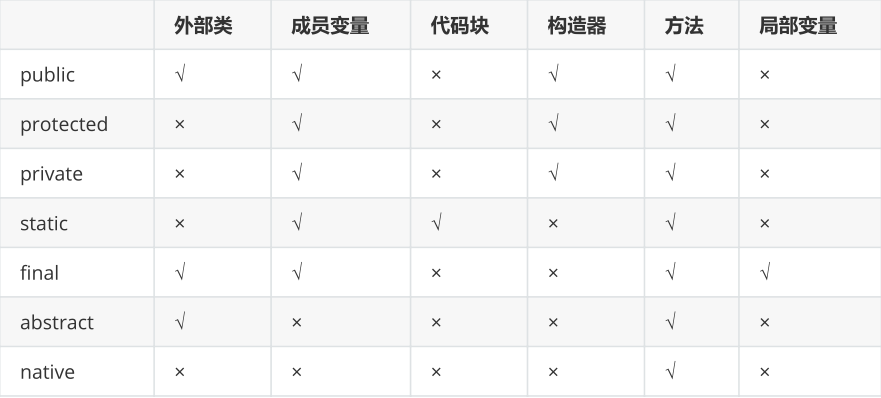 外部类 成员变量 代码块 构造器 方法 局部变量
public √ √ × √ √ ×
protected × √ × √ √ ×
private × √ × √ √ ×
static × √ √ × √ ×
final √ √ × × √ √
abstract √ × × × √ ×
native × × × × √ ×